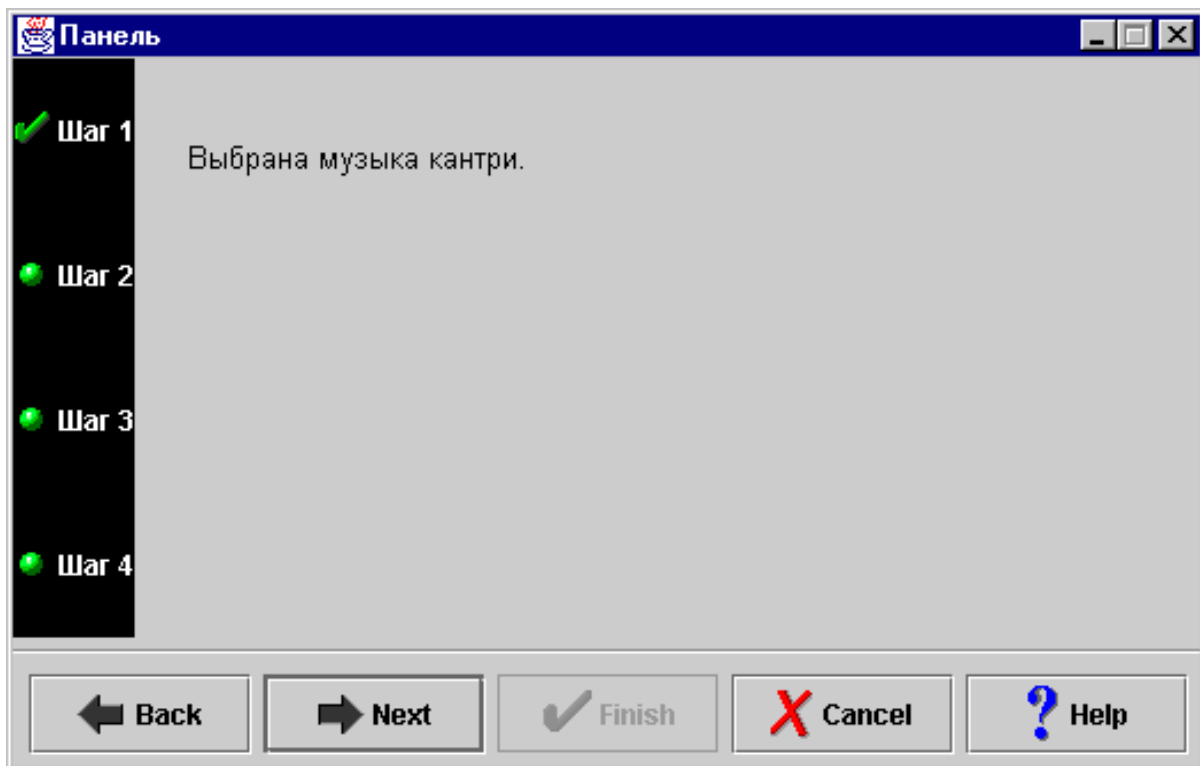 Панель
Шаг 1
Выбрана музыка кантри.
Шаг 2
Шаг 3
Шаг 4
Back
Next
Finish
Cancel
Help